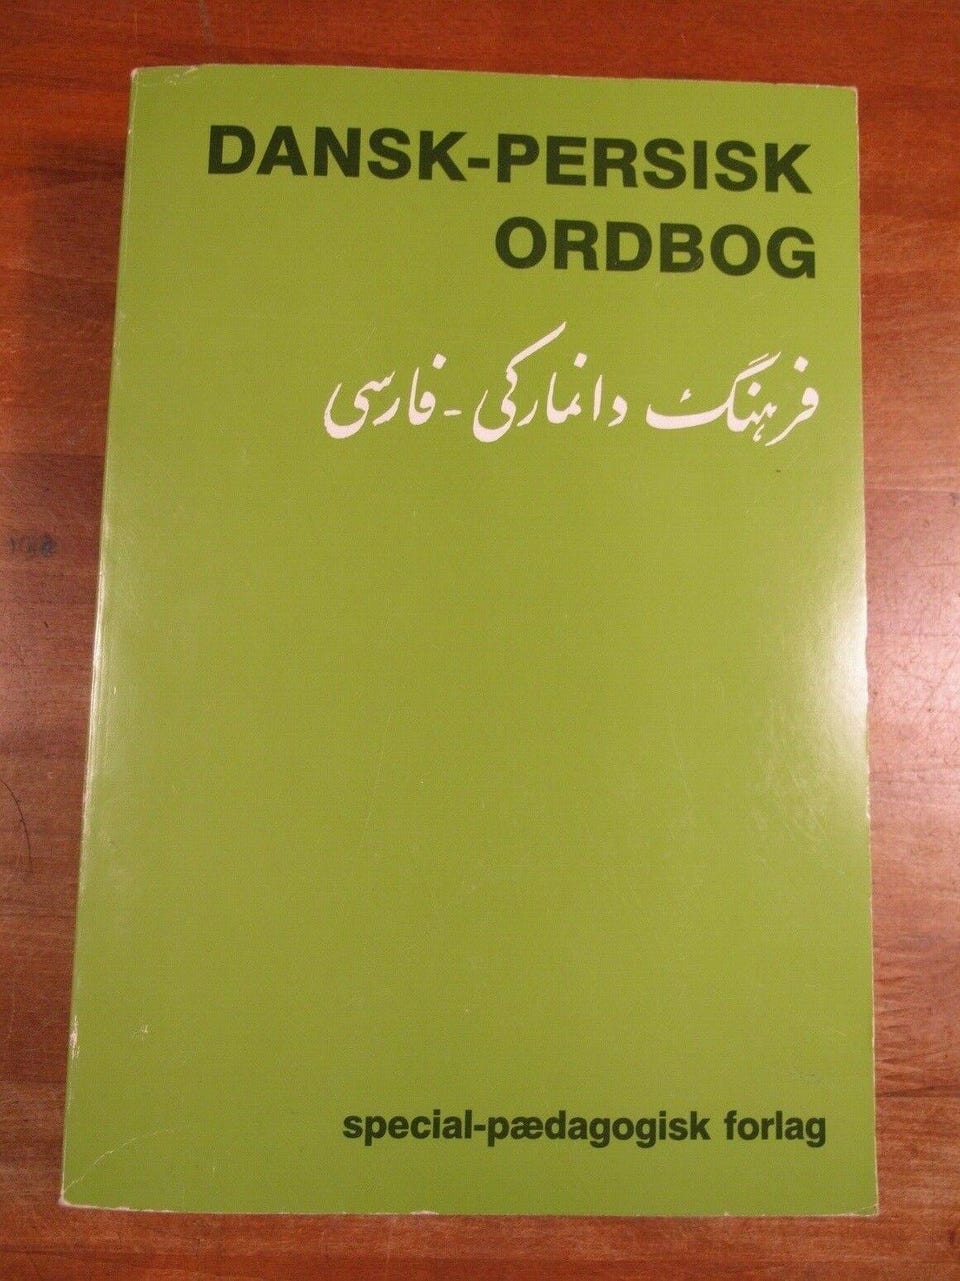 DANSK-PERSISK
ORDBOG
فرهنگ دانمارکی - فارسی
special-pædagogisk forlag